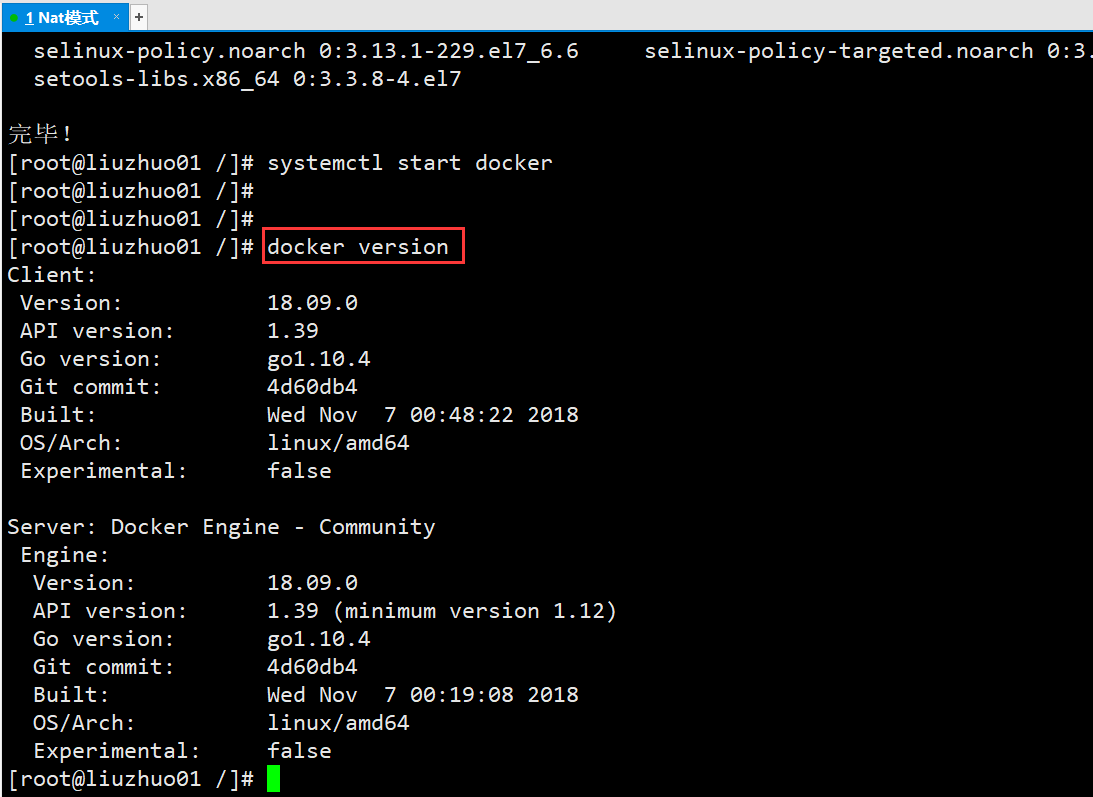 1 Nat模式 × +
selinux-policy.noarch 0:3.13.1-229.el7_6.6 selinux-policy-targeted.noarch 0:3.
setools-libs.x86_64 0:3.3.8-4.el7
完毕！
[root@liuzhuo01 /]# systemctl start docker
[root@liuzhuo01 /]#
[root@liuzhuo01 /]#
[root@liuzhuo01 /]# docker version
Client:
Version: 18.09.0
API version: 1.39
Go version: go1.10.4
Git commit: 4d60db4
Built: Wed Nov  7 00:48:22 2018
OS/Arch: linux/amd64
Experimental: false
Server: Docker Engine - Community
Engine:
Version: 18.09.0
API version: 1.39 (minimum version 1.12)
Go version: go1.10.4
Git commit: 4d60db4
Built: Wed Nov  7 00:19:08 2018
OS/Arch: linux/amd64
Experimental: false
[root@liuzhuo01 /]#